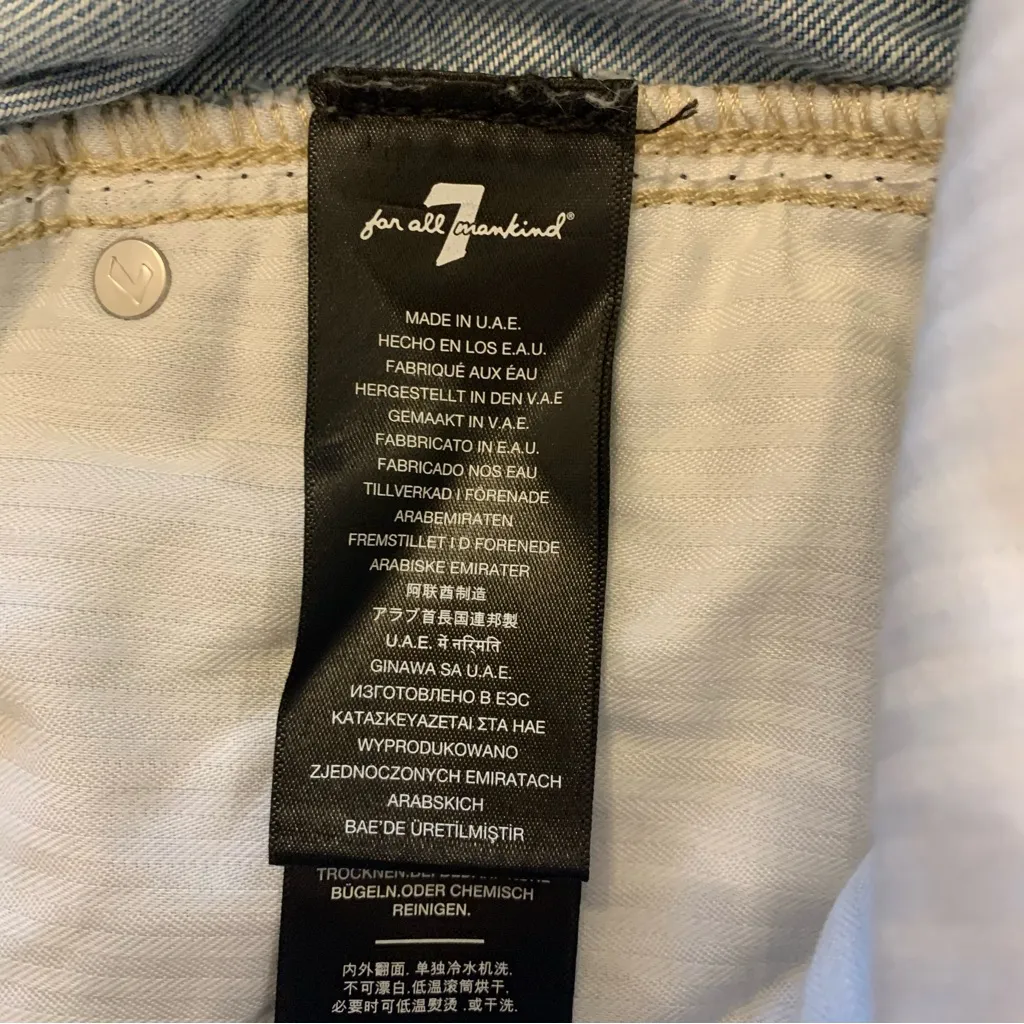 7
for all mankind®
MADE IN U.A.E.
HECHO EN LOS E.A.U.
FABRIQUÉ AUX ÉAU
HERGESTELLT IN DEN V.A.E
GEMAAKT IN V.A.E.
FABBRICATO IN E.A.U.
FABRICADO NOS EAU
TILLVERKAD I FÖRENADE
ARABEMIRATEN
FREMSTILLET I D FORENEDE
ARABISKE EMIRATER
阿联酋制造
アラブ首長国連邦製
U.A.E. में नर्िमति
GINAWA SA U.A.E.
ИЗГОТОВЛЕНО В ЕЭС
ΚΑΤΑΣΚΕΥΑΖΕΤΑΙ ΣΤΑ ΗΑΕ
WYPRODUKOWANO
ZJEDNOCZONYCH EMIRATACH
ARABSKICH
BAE'DE ÜRETİLMİŞTİR
TROCKNEN.
BÜGELN.ODER CHEMISCH
REINIGEN.
内外翻面. 单独冷水机洗.
不可漂白.低温滚筒烘干.
必要时可低温熨烫 .或干洗.